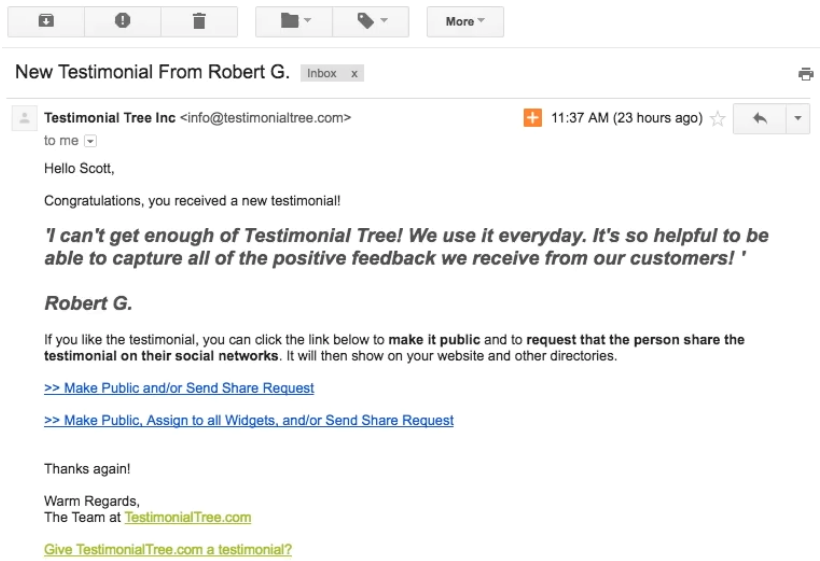 More
New Testimonial From Robert G. Inbox x
Testimonial Tree Inc <info@testimonialtree.com> 11:37 AM (23 hours ago)
to me
Hello Scott,
Congratulations, you received a new testimonial!
'I can't get enough of Testimonial Tree! We use it everyday. It's so helpful to be
able to capture all of the positive feedback we receive from our customers! '
Robert G.
If you like the testimonial, you can click the link below to make it public and to request that the person share the
testimonial on their social networks. It will then show on your website and other directories.
>> Make Public and/or Send Share Request
>> Make Public, Assign to all Widgets, and/or Send Share Request
Thanks again!
Warm Regards,
The Team at TestimonialTree.com
Give TestimonialTree.com a testimonial?